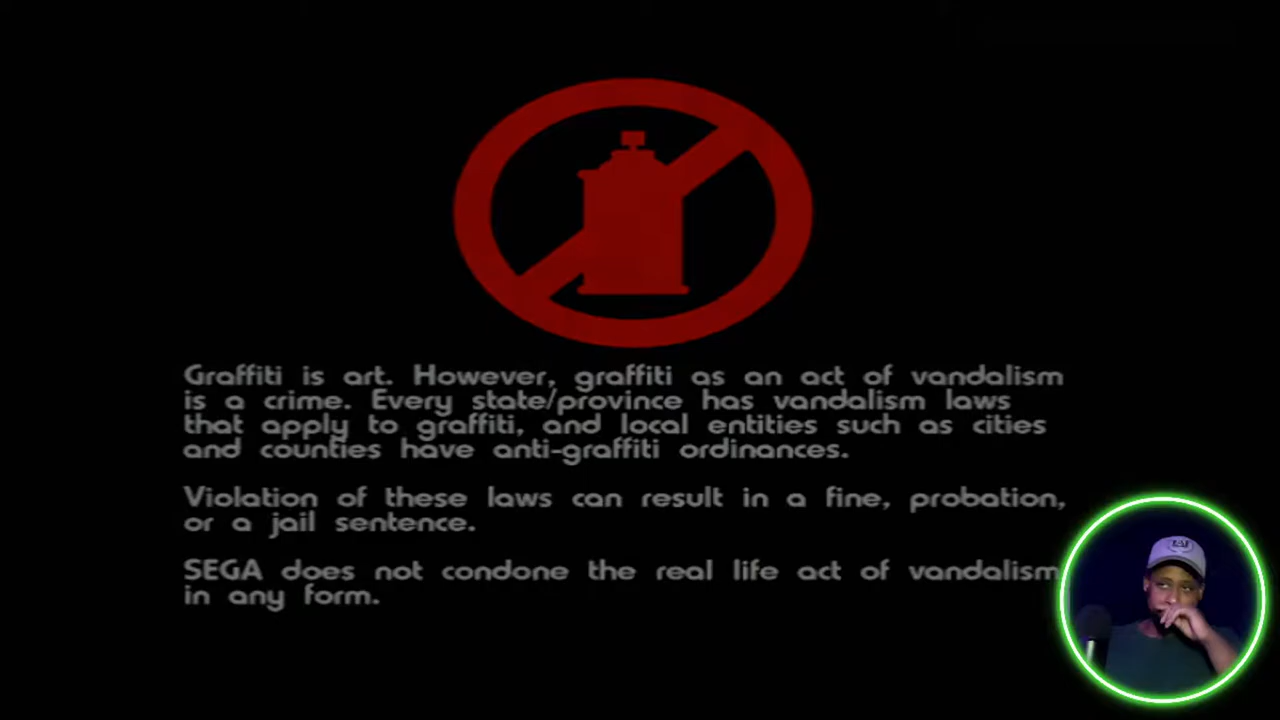 Graffiti is art. However, graffiti as an act of vandalism
is a crime. Every state/province has vandalism laws
that apply to graffiti, and local entities such as cities
and counties have anti-graffiti ordinances.
Violation of these laws can result in a fine, probation,
or a jail sentence.
SEGA does not condone the real life act of vandalism
in any form.